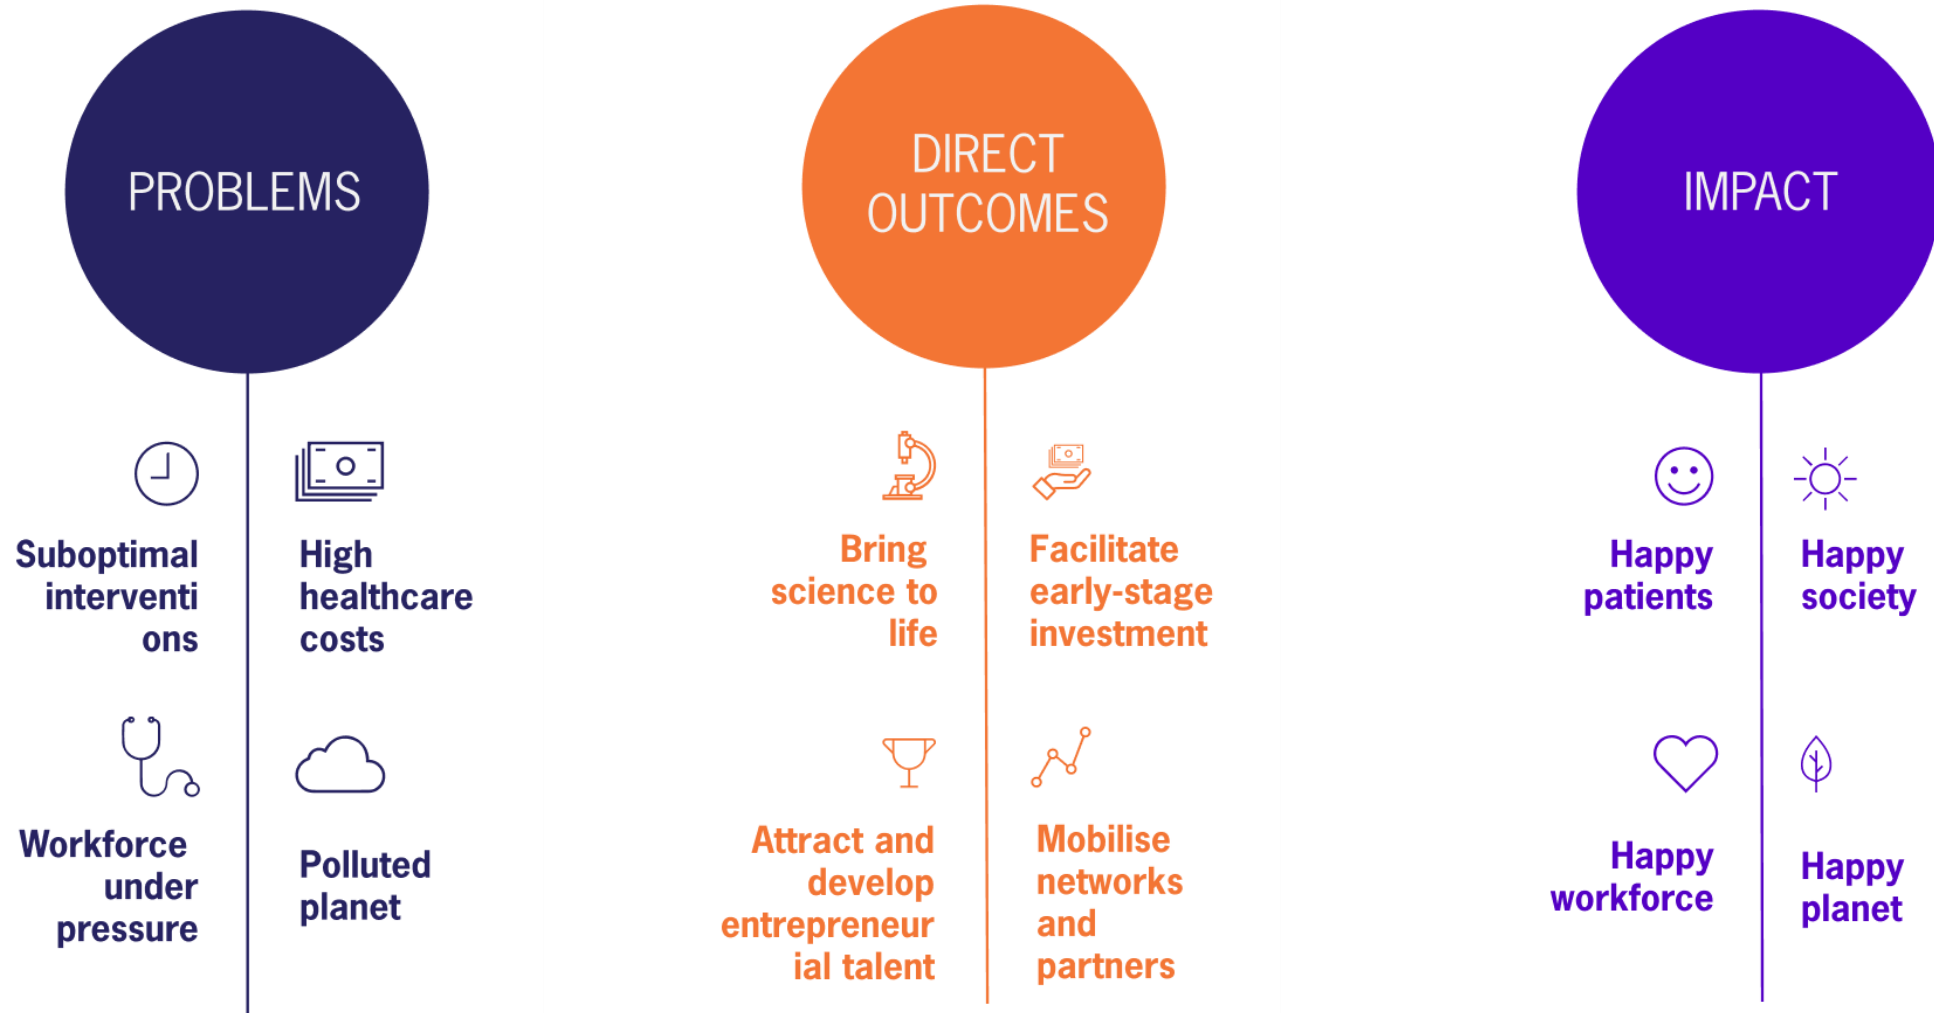 PROBLEMS
Suboptimal
interventi
ons
High
healthcare
costs
Workforce
under
pressure
Polluted
planet
DIRECT
OUTCOMES
Bring
science to
life
Facilitate
early-stage
investment
Attract and
develop
entrepreneur
ial talent
Mobilise
networks
and
partners
IMPACT
Happy
patients
Happy
society
Happy
workforce
Happy
planet